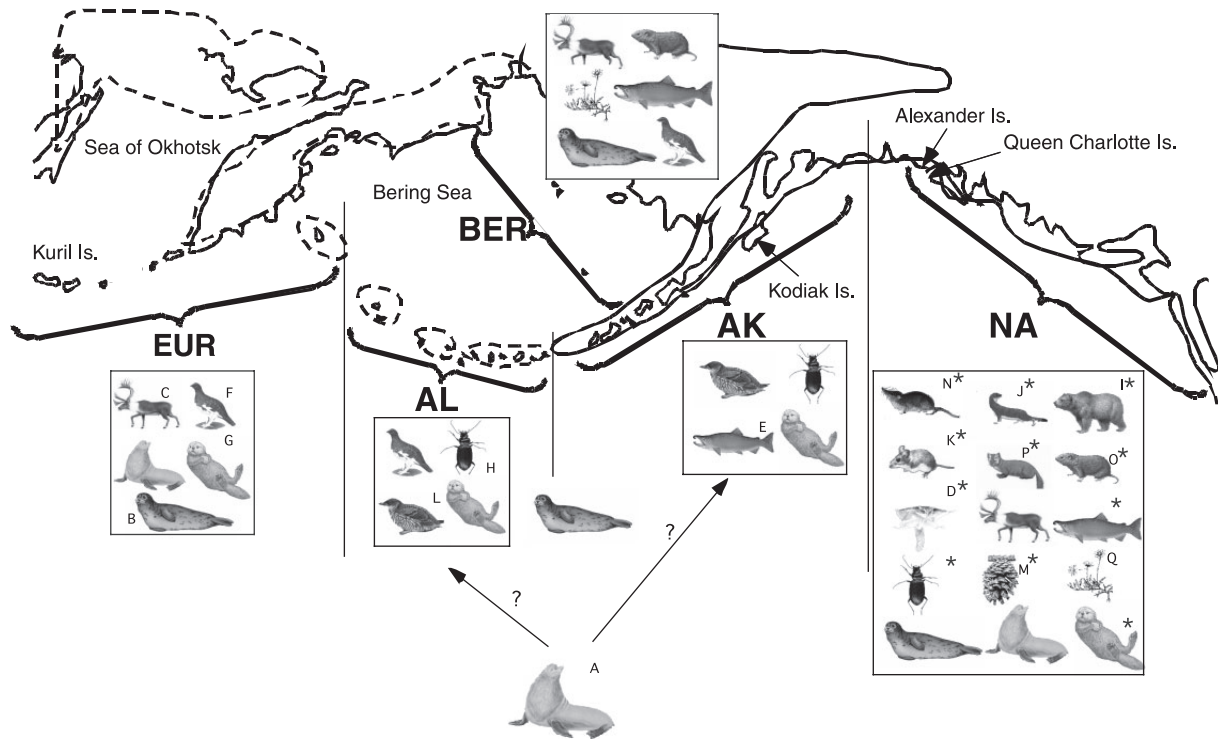 Alexander Is.
Queen Charlotte Is.
Sea of Okhotsk
Bering Sea
BER
Kuril Is.
Kodiak Is.
EUR
AK
NA
AL
C F
G
B
H
L
E
N* J* I*
K* P* O*
D* *
* M* Q
*
? ?
A